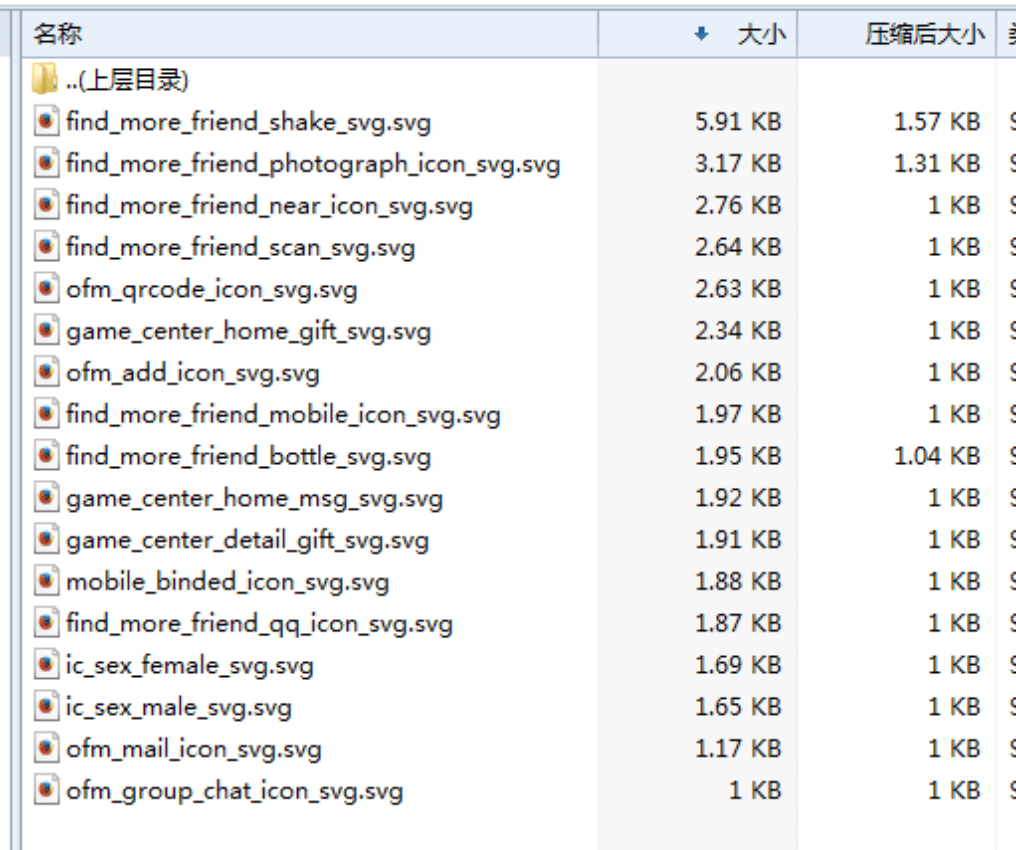 名称 大小 压缩后大小
..(上层目录)
find_more_friend_shake_svg.svg 5.91 KB 1.57 KB
find_more_friend_photograph_icon_svg.svg 3.17 KB 1.31 KB
find_more_friend_near_icon_svg.svg 2.76 KB 1 KB
find_more_friend_scan_svg.svg 2.64 KB 1 KB
ofm_qrcode_icon_svg.svg 2.63 KB 1 KB
game_center_home_gift_svg.svg 2.34 KB 1 KB
ofm_add_icon_svg.svg 2.06 KB 1 KB
find_more_friend_mobile_icon_svg.svg 1.97 KB 1 KB
find_more_friend_bottle_svg.svg 1.95 KB 1.04 KB
game_center_home_msg_svg.svg 1.92 KB 1 KB
game_center_detail_gift_svg.svg 1.91 KB 1 KB
mobile_binded_icon_svg.svg 1.88 KB 1 KB
find_more_friend_qq_icon_svg.svg 1.87 KB 1 KB
ic_sex_female_svg.svg 1.69 KB 1 KB
ic_sex_male_svg.svg 1.65 KB 1 KB
ofm_mail_icon_svg.svg 1.17 KB 1 KB
ofm_group_chat_icon_svg.svg 1 KB 1 KB